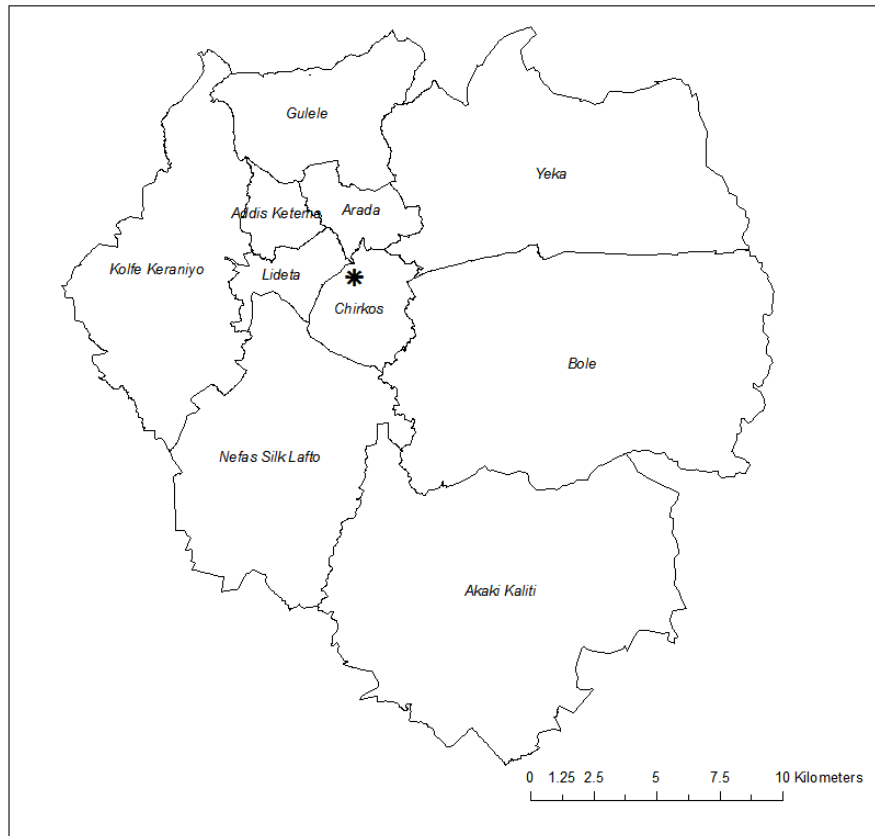 Gulele
Yeka
Addis Ketema
Arada
Kolfe Keraniyo
Lideta
Chirkos
Bole
Nefas Silk Lafto
Akaki Kaliti
0 1.25 2.5 5 7.5 10 Kilometers